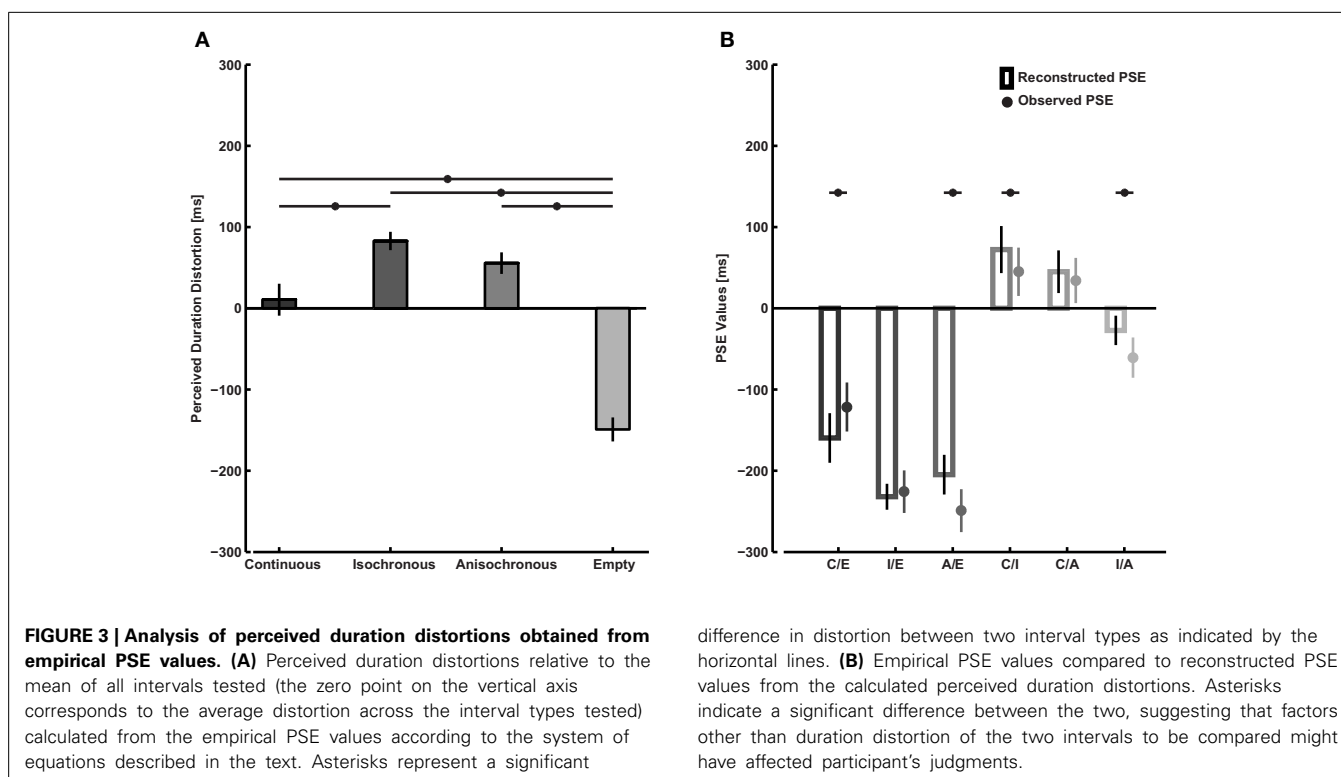 A
300
200
100
0
−100
−200
−300
Perceived Duration Distortion [ms]
Continuous
Isochronous
Anisochronous
Empty
B
300
200
100
0
−100
−200
−300
PSE Values [ms]
Reconstructed PSE
Observed PSE
C/E
I/E
A/E
C/I
C/A
I/A
FIGURE 3 | Analysis of perceived duration distortions obtained from
empirical PSE values. (A) Perceived duration distortions relative to the
mean of all intervals tested (the zero point on the vertical axis
corresponds to the average distortion across the interval types tested)
calculated from the empirical PSE values according to the system of
equations described in the text. Asterisks represent a significant
difference in distortion between two interval types as indicated by the
horizontal lines. (B) Empirical PSE values compared to reconstructed PSE
values from the calculated perceived duration distortions. Asterisks
indicate a significant difference between the two, suggesting that factors
other than duration distortion of the two intervals to be compared might
have affected participant's judgments.